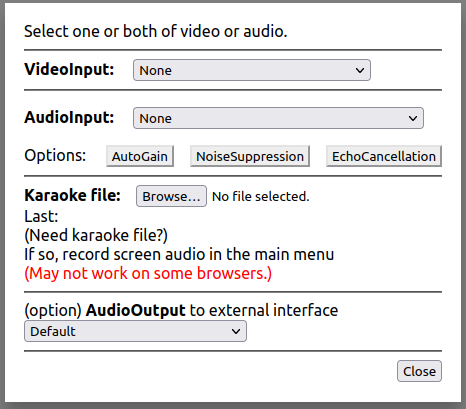 Select one or both of video or audio.
VideoInput: None
AudioInput: None
Options: AutoGain NoiseSuppression EchoCancellation
Karaoke file: Browse... No file selected.
Last:
(Need karaoke file?)
If so, record screen audio in the main menu
(May not work on some browsers.)
(option) AudioOutput to external interface
Default
Close